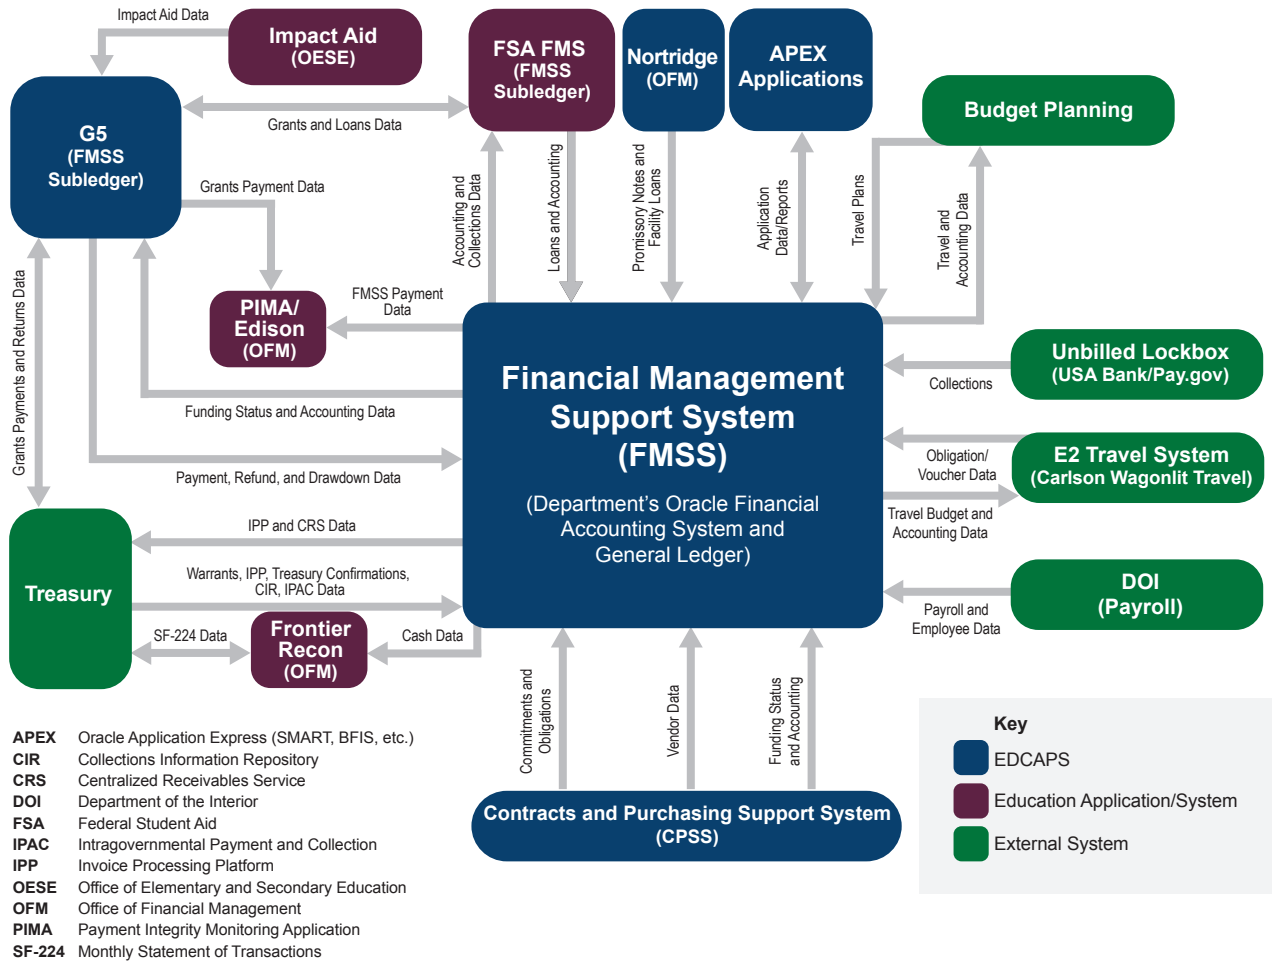 Impact Aid Data
Impact Aid
(OESE)
FSA FMS
(FMSS
Subledger)
Nortridge
(OFM)
APEX
Applications
Budget Planning
G5
(FMSS
Subledger)
Grants and Loans Data
Grants Payment Data
Accounting and
Collections Data
Loans and Accounting
Promissory Notes and
Facility Loans
Application
Data/Reports
Travel Plans
Travel and
Accounting Data
Grants Payments and Returns Data
PIMA/
Edison
(OFM)
FMSS Payment
Data
Funding Status and Accounting Data
Payment, Refund, and Drawdown Data
Financial Management
Support System
(FMSS)
(Department's Oracle Financial
Accounting System and
General Ledger)
Unbilled Lockbox
(USA Bank/Pay.gov)
Collections
E2 Travel System
(Carlson Wagonlit Travel)
Obligation/
Voucher Data
Travel Budget and
Accounting Data
DOI
(Payroll)
Payroll and
Employee Data
Treasury
IPP and CRS Data
Warrants, IPP, Treasury Confirmations,
CIR, IPAC Data
SF-224 Data
Frontier
Recon
(OFM)
Cash Data
Commitments and
Obligations
Vendor Data
Funding Status
and Accounting
Contracts and Purchasing Support System
(CPSS)
Key
EDCAPS
Education Application/System
External System
APEX Oracle Application Express (SMART, BFIS, etc.)
CIR Collections Information Repository
CRS Centralized Receivables Service
DOI Department of the Interior
FSA Federal Student Aid
IPAC Intragovernmental Payment and Collection
IPP Invoice Processing Platform
OESE Office of Elementary and Secondary Education
OFM Office of Financial Management
PIMA Payment Integrity Monitoring Application
SF-224 Monthly Statement of Transactions